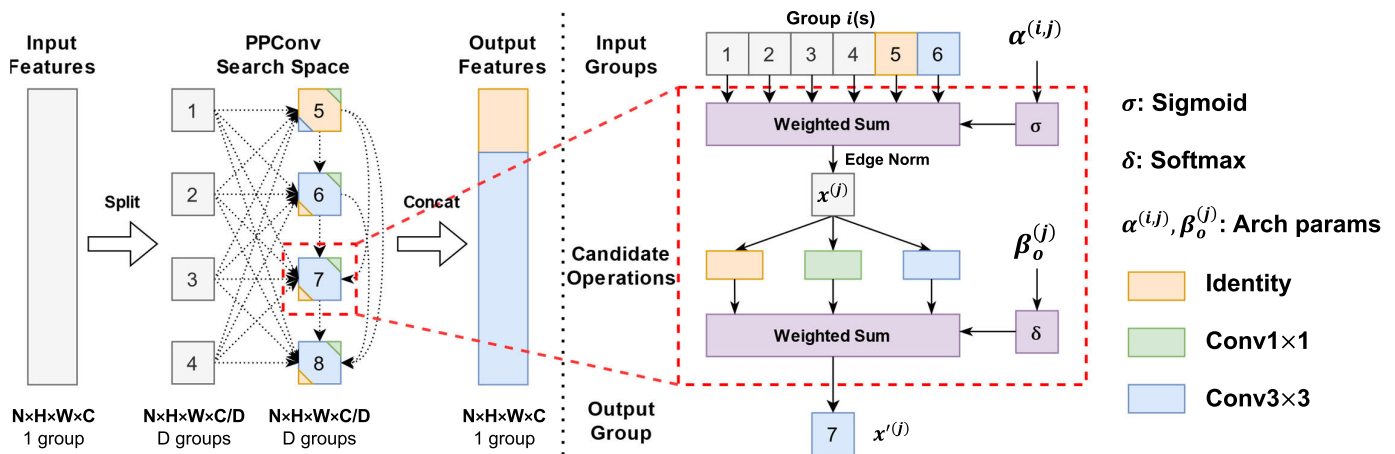 Input
Features
PPConv
Search Space
Output
Features
1
2
3
4
5
6
7
8
Split
Concat
N×H×W×C
1 group
N×H×W×C/D
D groups
N×H×W×C/D
D groups
N×H×W×C
1 group
Input
Groups
Group i(s)
1 2 3 4 5 6
α^(i,j)
Weighted Sum
σ
Edge Norm
x^(j)
Candidate
Operations
β_o^(j)
Weighted Sum
δ
Output
Group
7
x'^(j)
σ: Sigmoid
δ: Softmax
α^(i,j), β_o^(j): Arch params
Identity
Conv1×1
Conv3×3